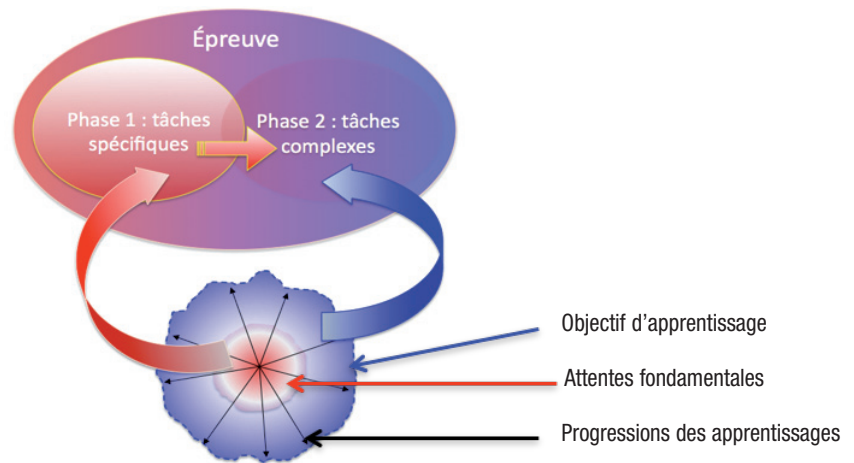 Épreuve
Phase 1 : tâches
spécifiques
Phase 2 : tâches
complexes
Objectif d’apprentissage
Attentes fondamentales
Progressions des apprentissages